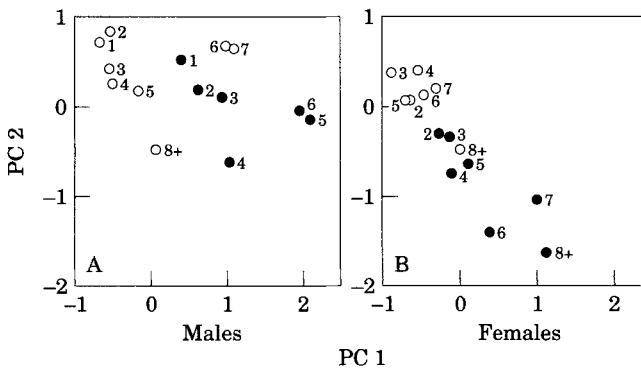 1 1
2
1 6 7
1
3 4
3
4 2 3 7
0 5 6 0 5 2 6
5
2 3
8+ 8+
5
4 4
-1 -1
7
6
A B 8+
-2 -2
-1 0 1 2 -1 0 1 2
Males Females
PC 2
PC 1